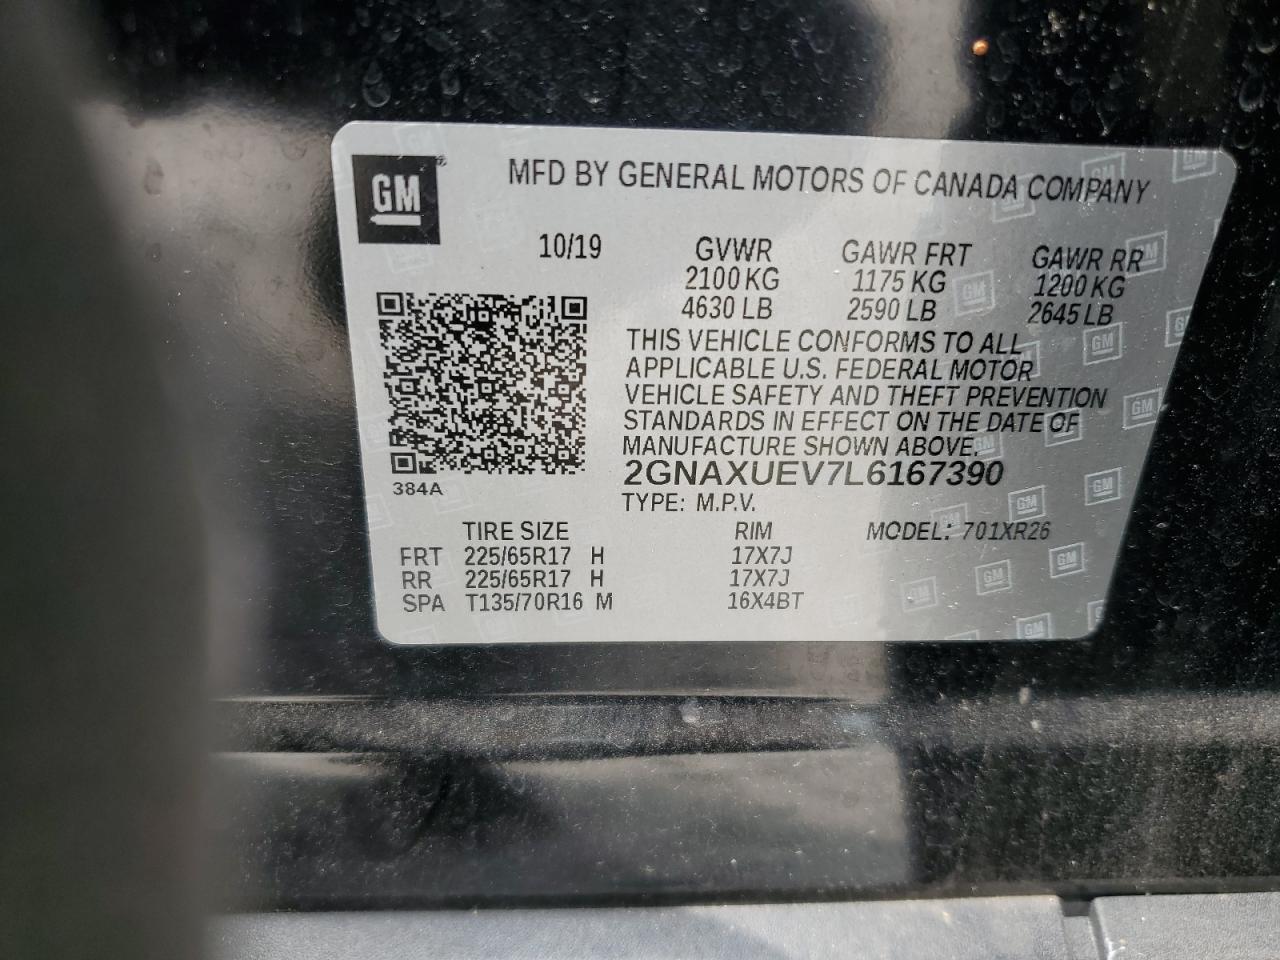 GM®
MFD BY GENERAL MOTORS OF CANADA COMPANY
10/19 GVWR GAWR FRT GAWR RR
2100 KG 1175 KG 1200 KG
4630 LB 2590 LB 2645 LB
THIS VEHICLE CONFORMS TO ALL
APPLICABLE U.S. FEDERAL MOTOR
VEHICLE SAFETY AND THEFT PREVENTION
STANDARDS IN EFFECT ON THE DATE OF
MANUFACTURE SHOWN ABOVE.
2GNAXUEV7L6167390
384A
TYPE: M.P.V.
TIRE SIZE RIM MODEL: 701XR26
FRT 225/65R17 H 17X7J
RR 225/65R17 H 17X7J
SPA T135/70R16 M 16X4BT